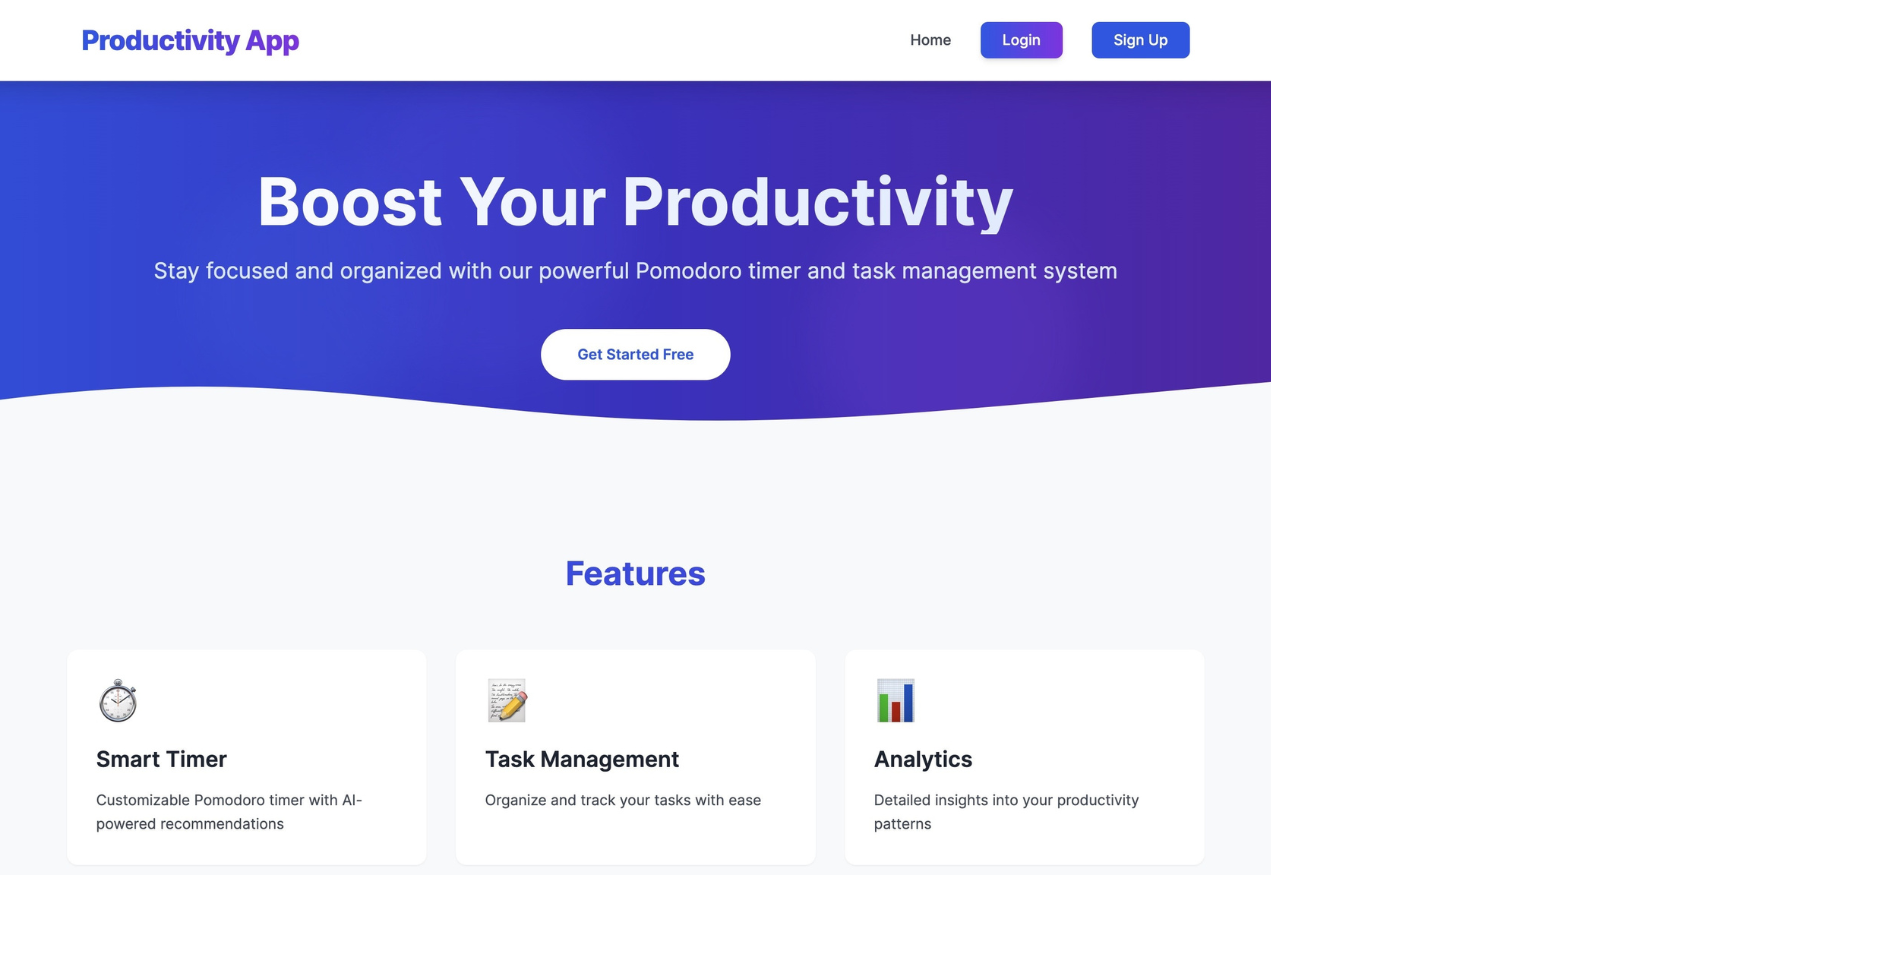 Productivity App
Home
Login
Sign Up
Boost Your Productivity
Stay focused and organized with our powerful Pomodoro timer and task management system
Get Started Free
Features
Smart Timer
Customizable Pomodoro timer with AI-
powered recommendations
Task Management
Organize and track your tasks with ease
Analytics
Detailed insights into your productivity
patterns